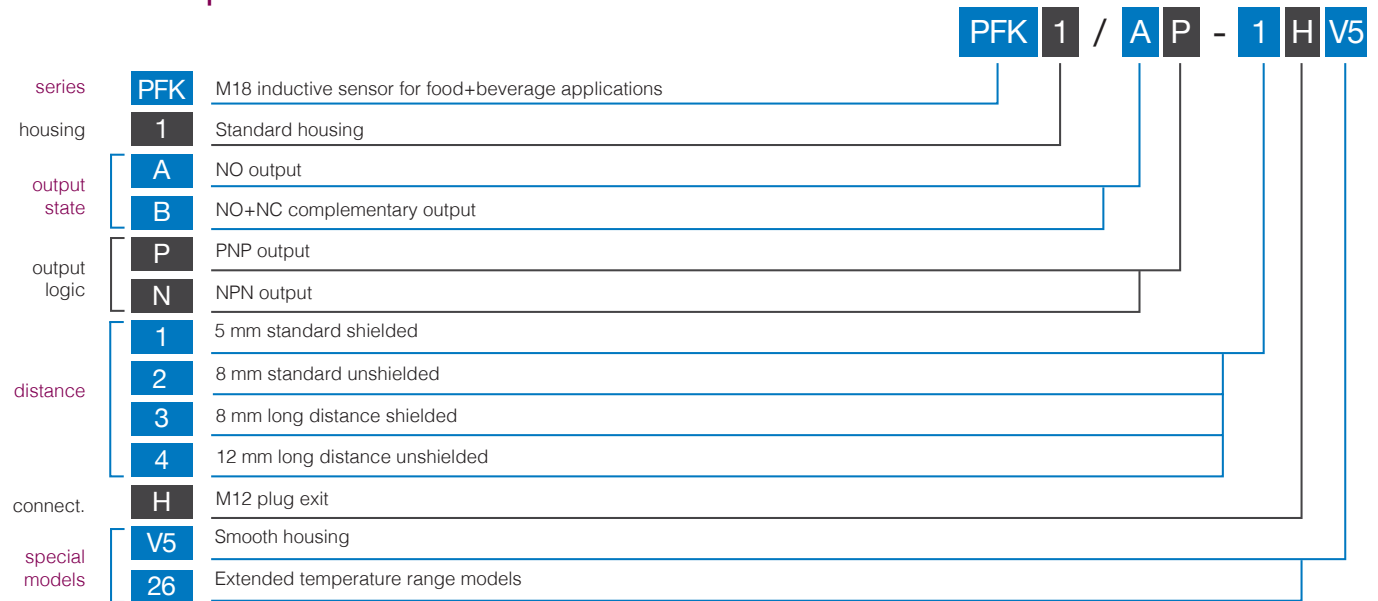 PFK 1 / A P - 1 H V5
series PFK M18 inductive sensor for food+beverage applications
housing 1 Standard housing
output state
A NO output
B NO+NC complementary output
output logic
P PNP output
N NPN output
distance
1 5 mm standard shielded
2 8 mm standard unshielded
3 8 mm long distance shielded
4 12 mm long distance unshielded
connect. H M12 plug exit
special models
V5 Smooth housing
26 Extended temperature range models